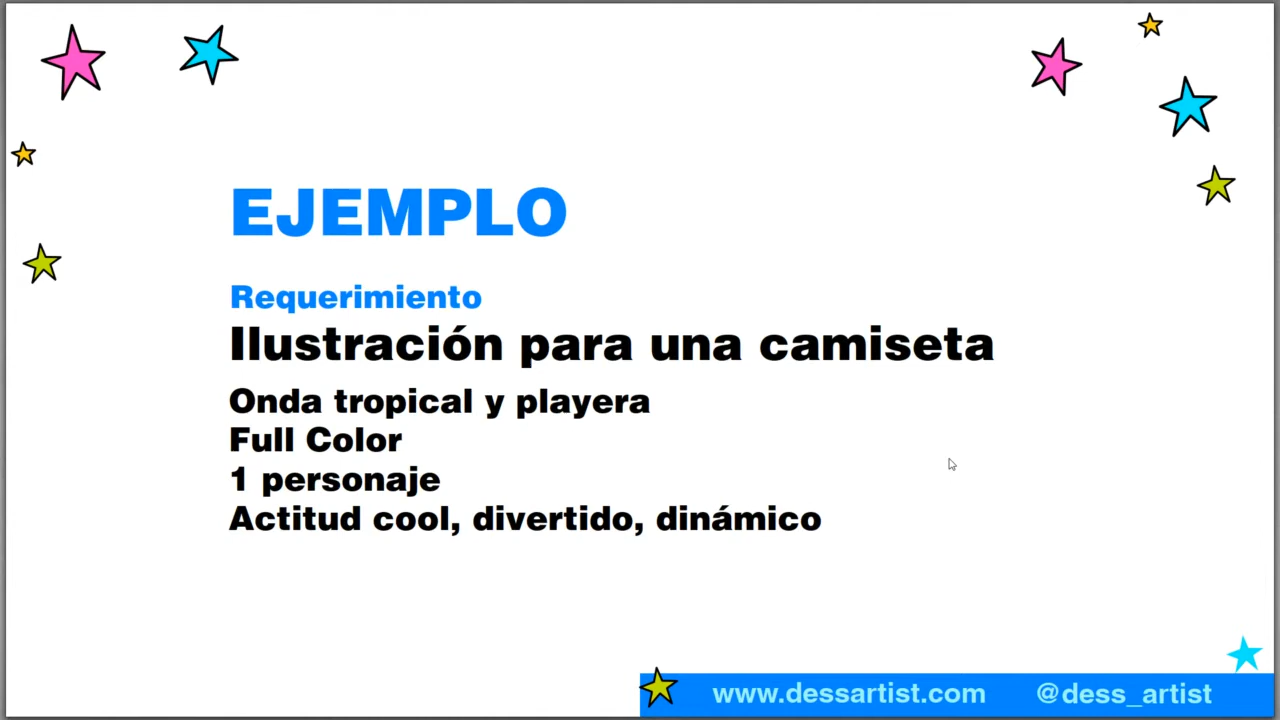 EJEMPLO
Requerimiento
Ilustración para una camiseta
Onda tropical y playera
Full Color
1 personaje
Actitud cool, divertido, dinámico
www.dessartist.com @dess_artist